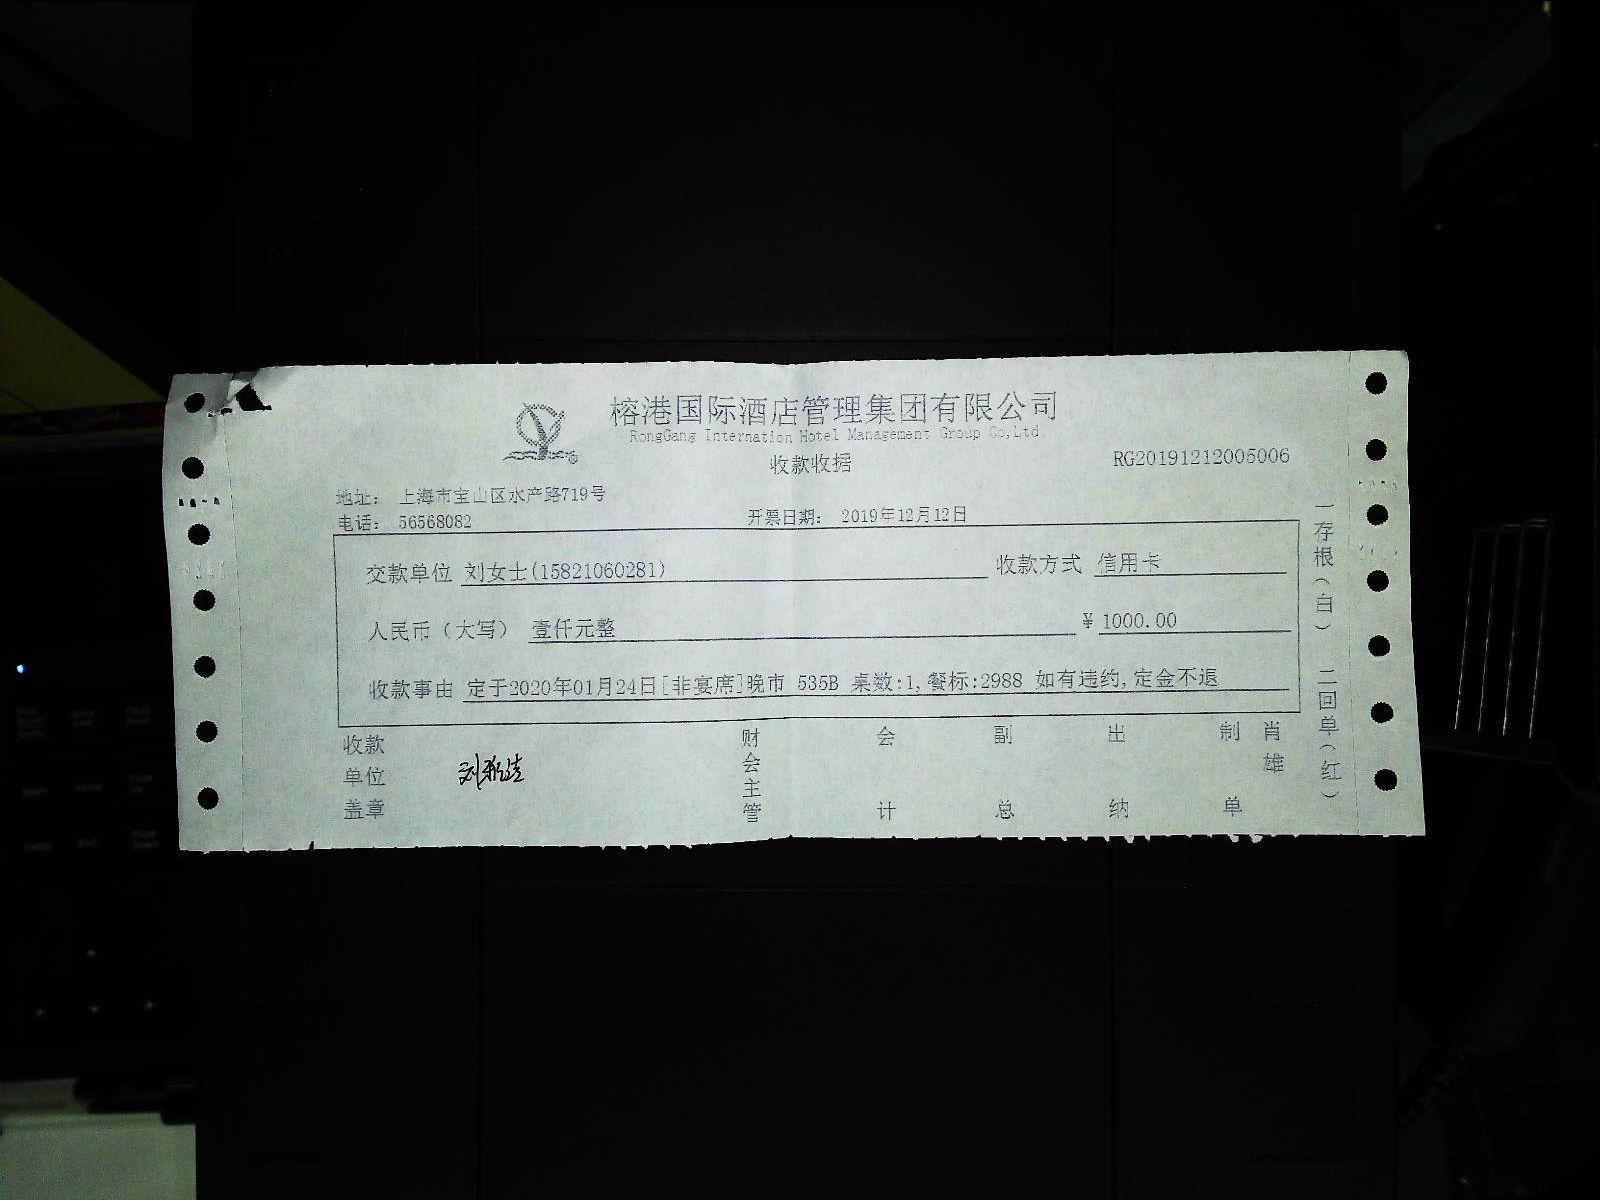 榕港国际酒店管理集团有限公司
RongGang Internation Hotel Management Group Co,Ltd
收款收据
RG20191212005006
地址： 上海市宝山区水产路719号
电话： 56568082
开票日期： 2019年12月12日
交款单位 刘女士(15821060281) 收款方式 信用卡
人民币（大写） 壹仟元整 ¥ 1000.00
收款事由 定于2020年01月24日[非宴席]晚市 535B 桌数:1,餐标:2988 如有违约,定金不退
收款单位盖章
财会主管
会计
副总
出纳
制单
肖雄
一存根（白） 二回单（红）